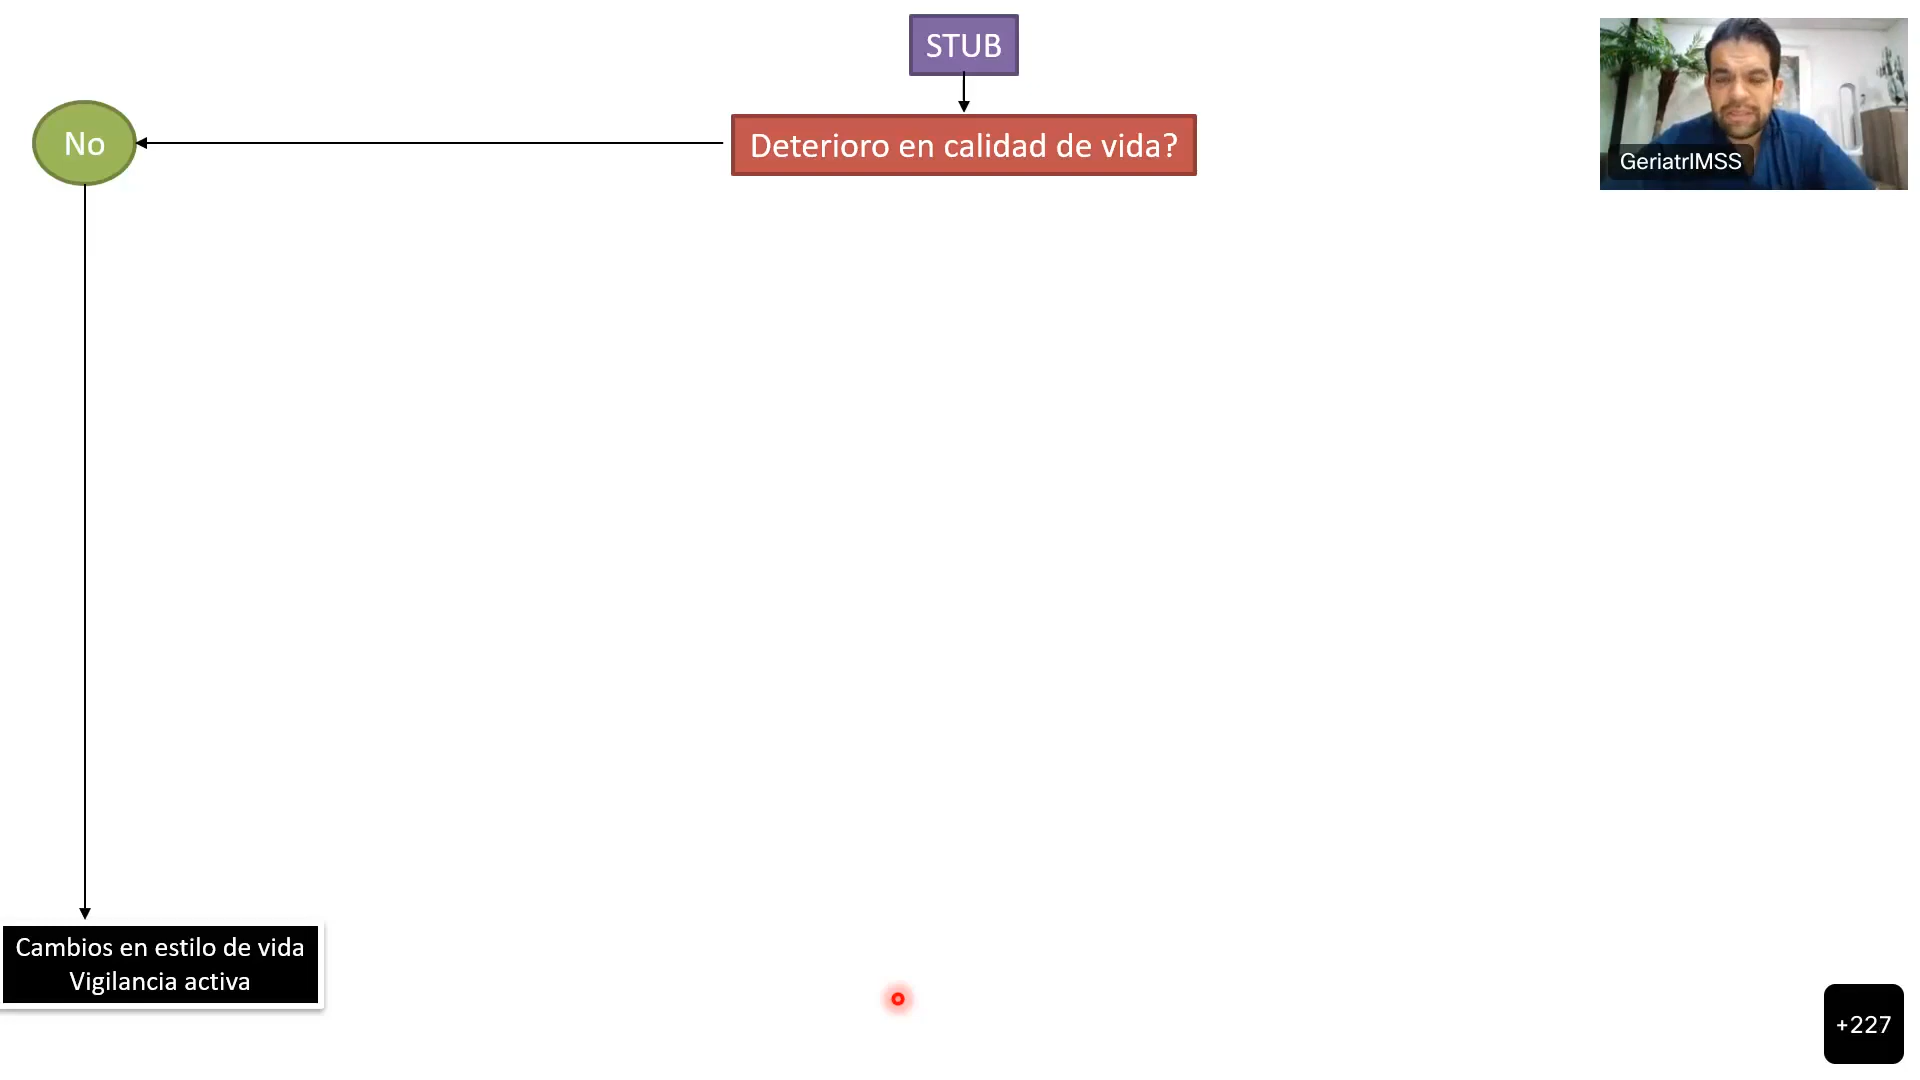 STUB
Deterioro en calidad de vida?
No
GeriatrIMSS
Cambios en estilo de vida
Vigilancia activa
+227